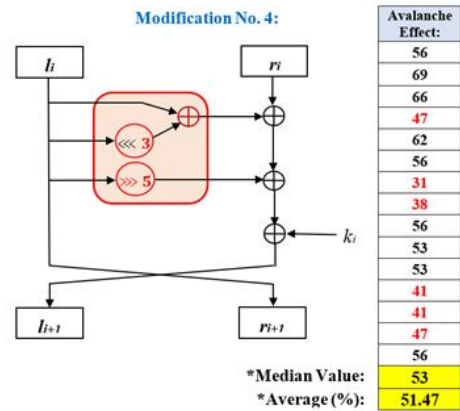 Modification No. 4:
Avalanche
Effect:
li
ri
56
69
66
47
62
56
31
38
56
53
53
41
41
47
56
⊕
⊕
<<< 3
>>> 5
⊕
⊕
ki
li+1
ri+1
*Median Value: 53
*Average (%): 51.47